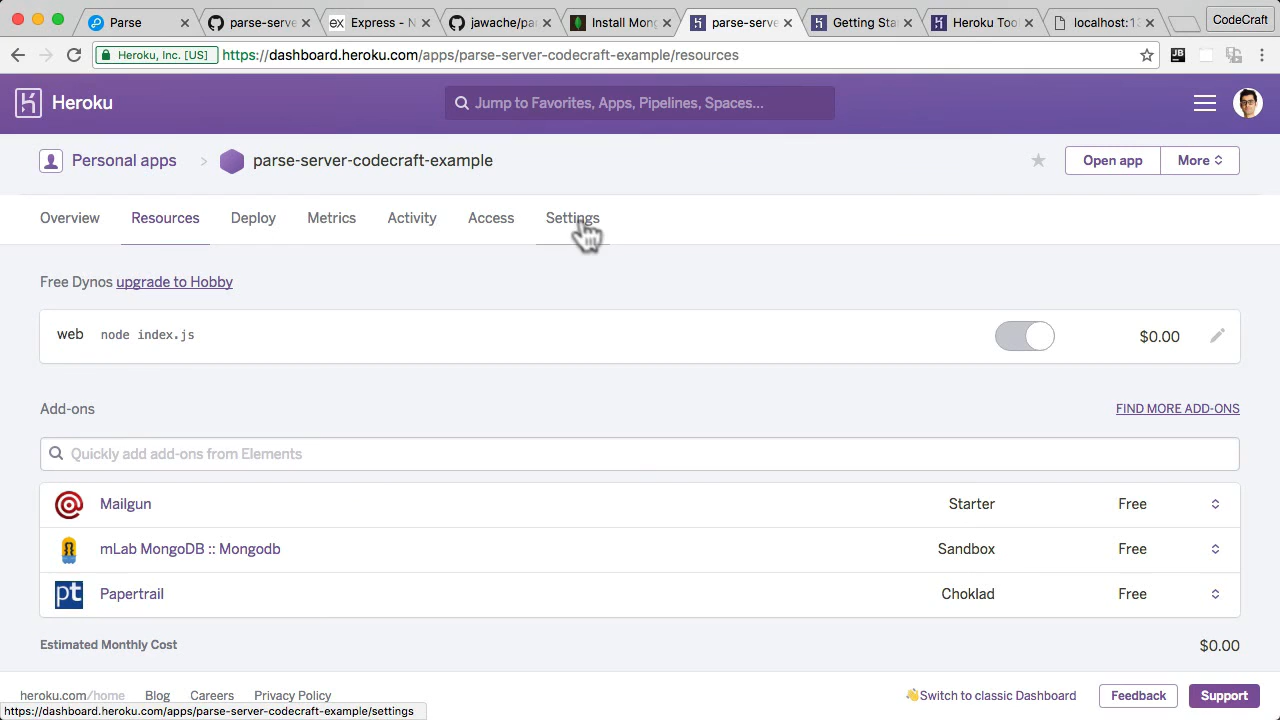 Parse
parse-serve
Express - N
jawache/pa
Install Mong
parse-serve
Getting Sta
Heroku Too
localhost:13
CodeCraft
Heroku, Inc. [US]
https://dashboard.heroku.com/apps/parse-server-codecraft-example/resources
JB
Heroku
Jump to Favorites, Apps, Pipelines, Spaces...
Personal apps
parse-server-codecraft-example
Open app
More
Overview
Resources
Deploy
Metrics
Activity
Access
Settings
Free Dynos upgrade to Hobby
web node index.js $0.00
Add-ons
FIND MORE ADD-ONS
Quickly add add-ons from Elements
Mailgun Starter Free
mLab MongoDB :: Mongodb Sandbox Free
pt Papertrail Choklad Free
Estimated Monthly Cost $0.00
heroku.com/home Blog Careers Privacy Policy
Switch to classic Dashboard
Feedback
Support
https://dashboard.heroku.com/apps/parse-server-codecraft-example/settings